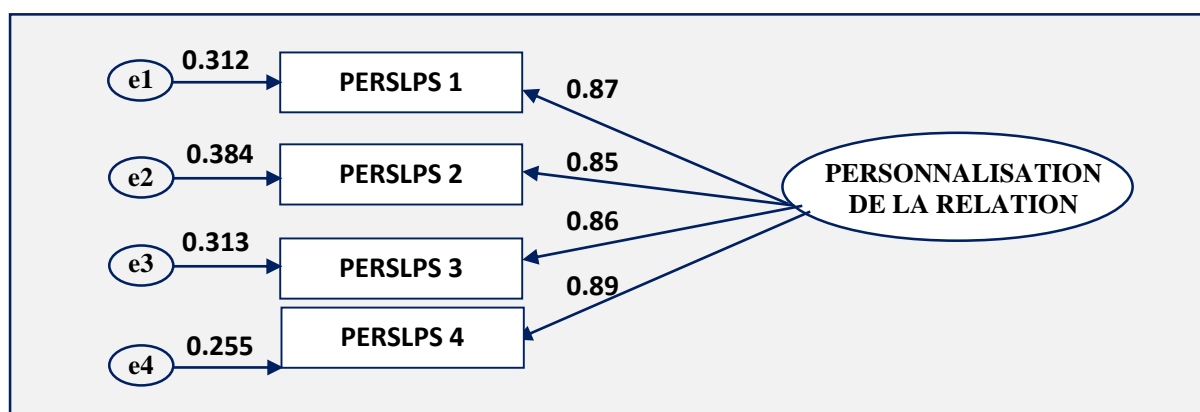 0.312
e1
PERSLPS 1
0.87
0.384
e2
PERSLPS 2
0.85
PERSONNALISATION
DE LA RELATION
0.313
e3
PERSLPS 3
0.86
0.89
0.255
e4
PERSLPS 4